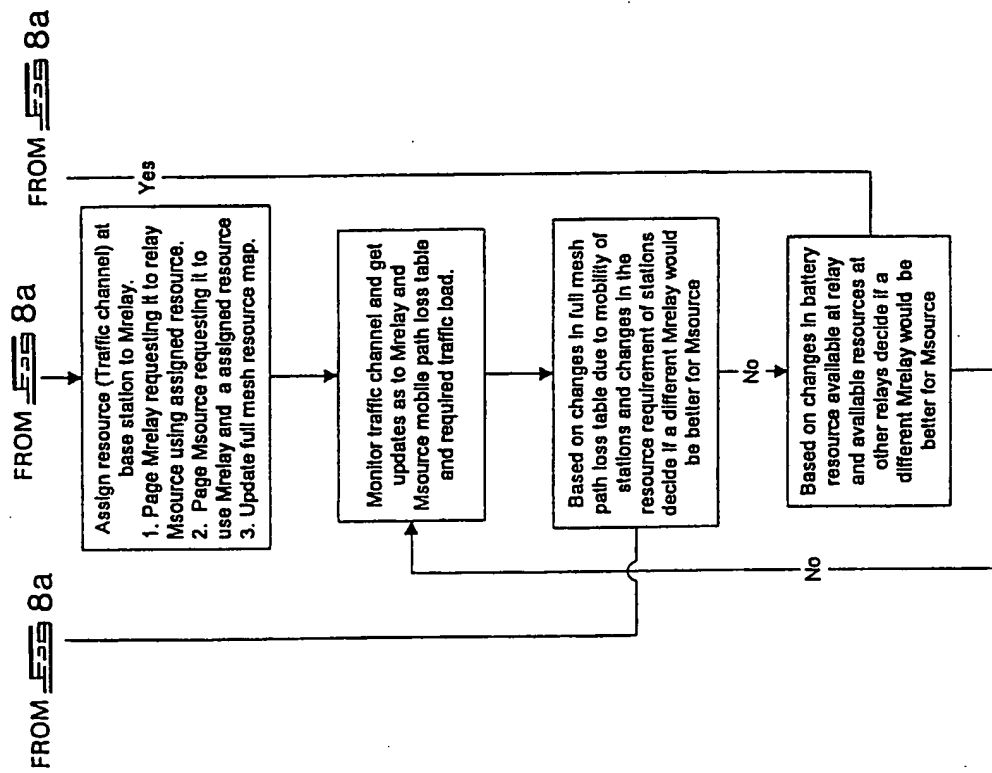 FROM Fig 8a
FROM Fig 8a
FROM Fig 8a
Assign resource (Traffic channel) at
base station to Mrelay.
1. Page Mrelay requesting it to relay
Msource using assigned resource.
2. Page Msource requesting it to
use Mrelay and a assigned resource
3. Update full mesh resource map.
Yes
Monitor traffic channel and get
updates as to Mrelay and
Msource mobile path loss table
and required traffic load.
Based on changes in full mesh
path loss table due to mobility of
stations and changes in the
resource requirement of stations
decide if a different Mrelay would
be better for Msource
No
Based on changes in battery
resource available at relay
and available resources at
other relays decide if a
different Mrelay would be
better for Msource
No